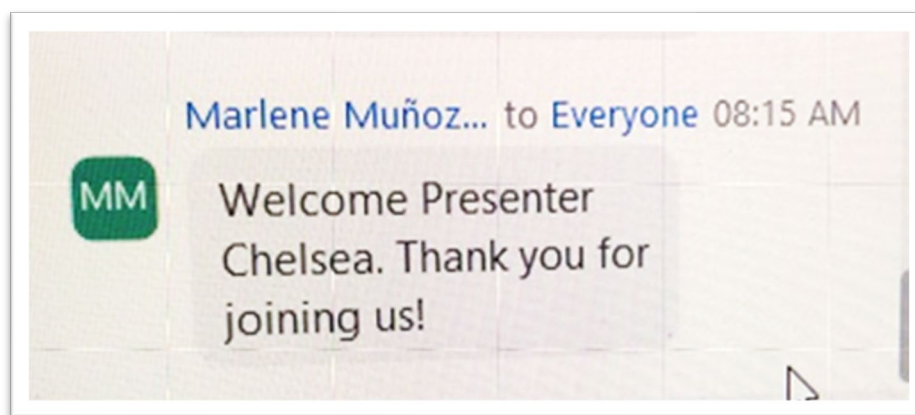 Marlene Muñoz... to Everyone 08:15 AM
MM
Welcome Presenter
Chelsea. Thank you for
joining us!